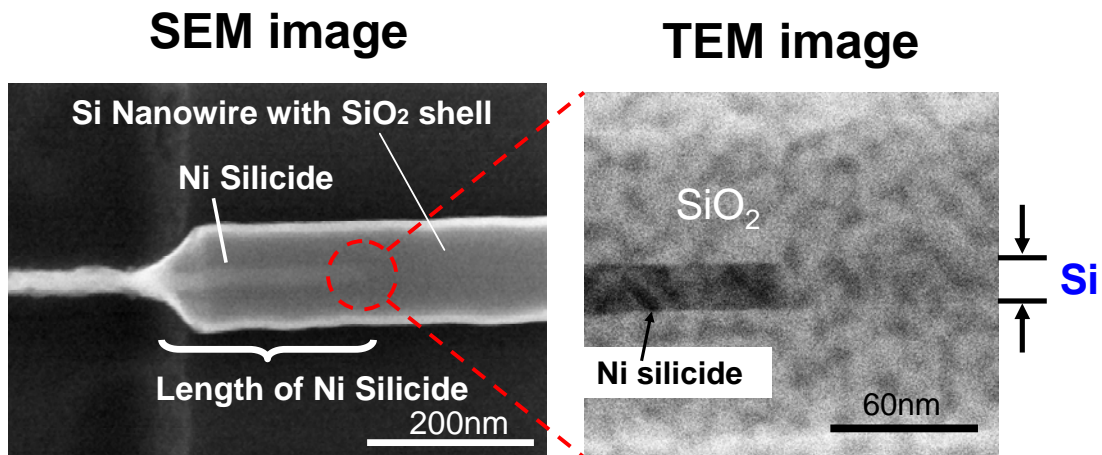 SEM image
TEM image
Si Nanowire with SiO₂ shell
Ni Silicide
Length of Ni Silicide
200nm
SiO₂
Si
Ni silicide
60nm